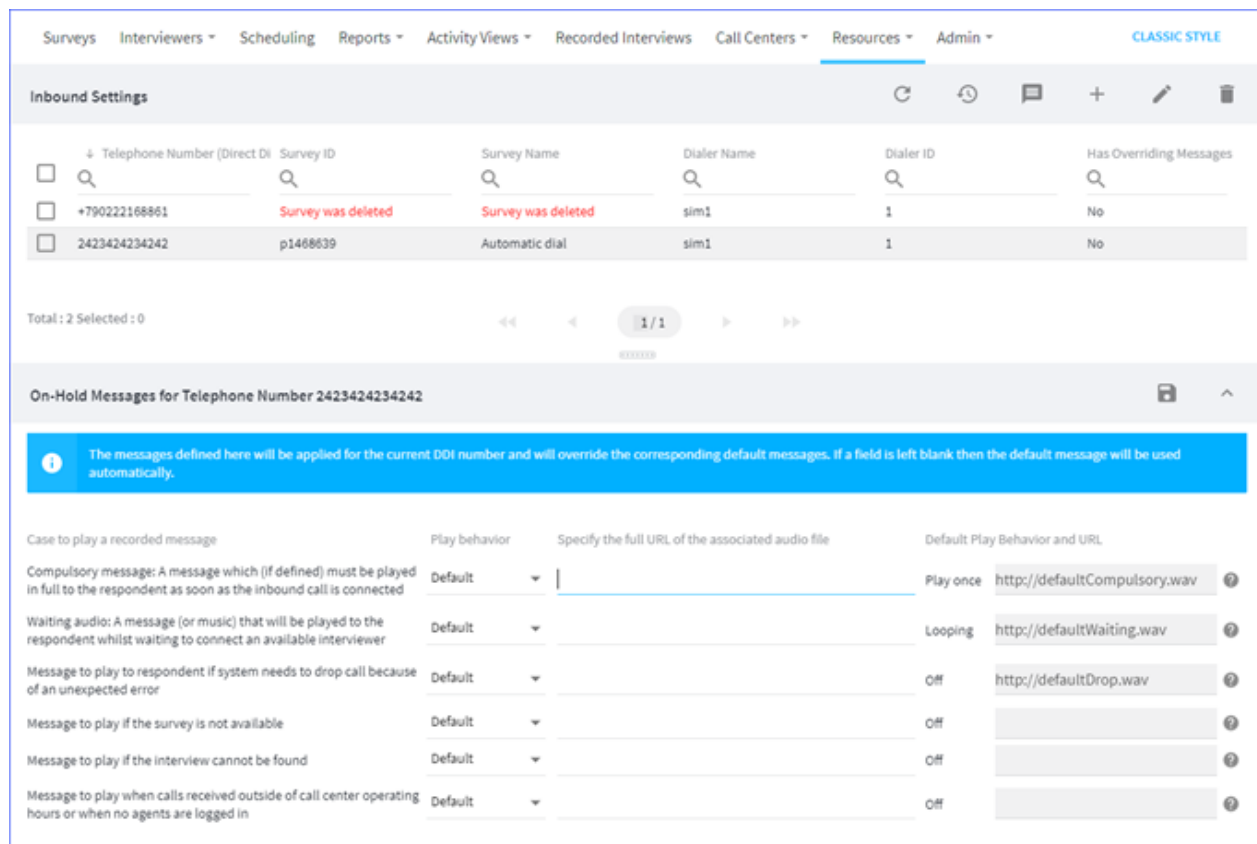 Surveys Interviewers Scheduling Reports Activity Views Recorded Interviews Call Centers Resources Admin CLASSIC STYLE
Inbound Settings
Telephone Number (Direct Di Survey ID Survey Name Dialer Name Dialer ID Has Overriding Messages
+790222168861 Survey was deleted Survey was deleted sim1 1 No
2423424234242 p1468639 Automatic dial sim1 1 No
Total : 2 Selected : 0 1 / 1
On-Hold Messages for Telephone Number 2423424234242
The messages defined here will be applied for the current DDI number and will override the corresponding default messages. If a field is left blank then the default message will be used
automatically.
Case to play a recorded message Play behavior Specify the full URL of the associated audio file Default Play Behavior and URL
Compulsory message: A message which (if defined) must be played
in full to the respondent as soon as the inbound call is connected
Default Play once http://defaultCompulsory.wav
Waiting audio: A message (or music) that will be played to the
respondent whilst waiting to connect an available interviewer
Default Looping http://defaultWaiting.wav
Message to play to respondent if system needs to drop call because
of an unexpected error
Default Off http://defaultDrop.wav
Message to play if the survey is not available Default Off
Message to play if the interview cannot be found Default Off
Message to play when calls received outside of call center operating
hours or when no agents are logged in
Default Off